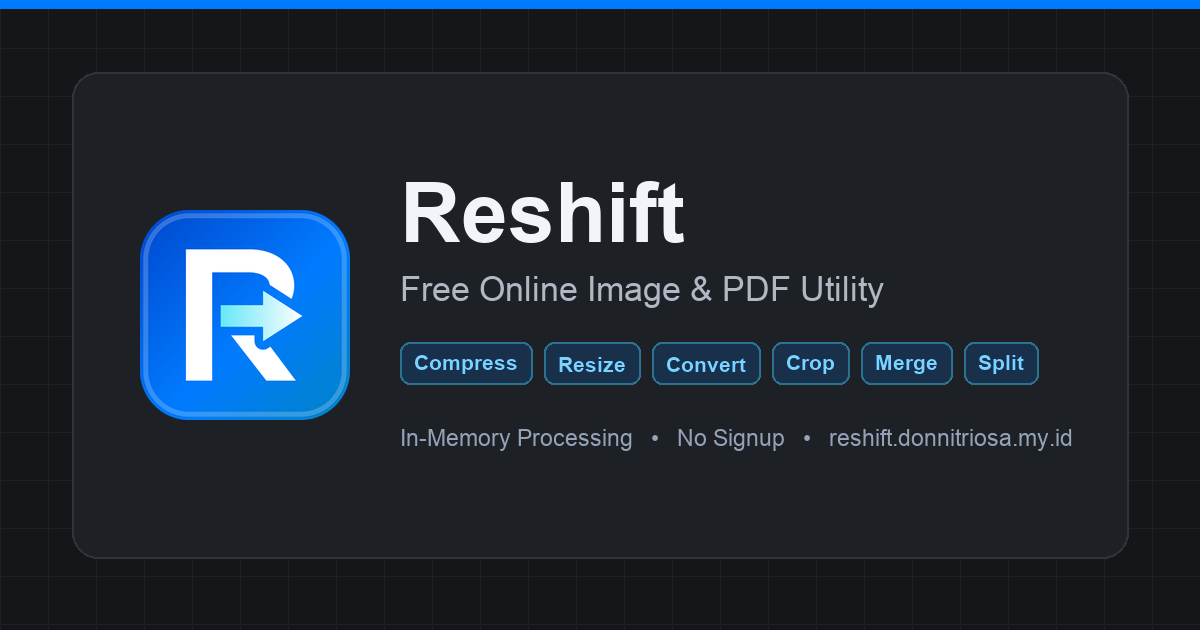 R
Reshift
Free Online Image & PDF Utility
Compress Resize Convert Crop Merge Split
In-Memory Processing • No Signup • reshift.donnitriosa.my.id